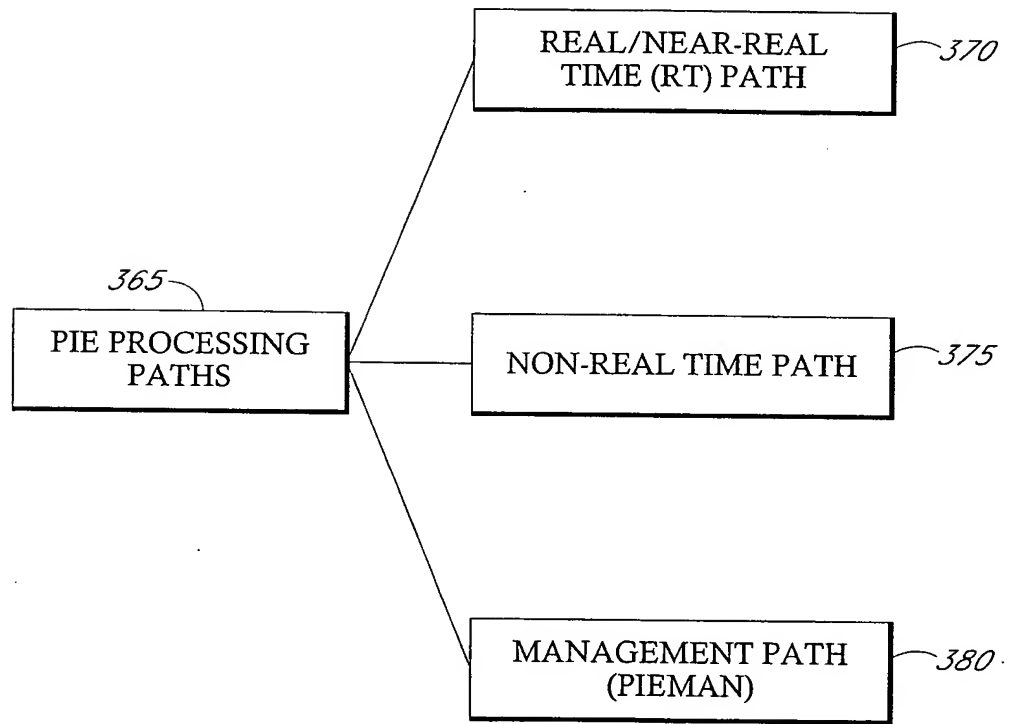 REAL/NEAR-REAL
TIME (RT) PATH
370
365
PIE PROCESSING
PATHS
NON-REAL TIME PATH
375
MANAGEMENT PATH
(PIEMAN)
380